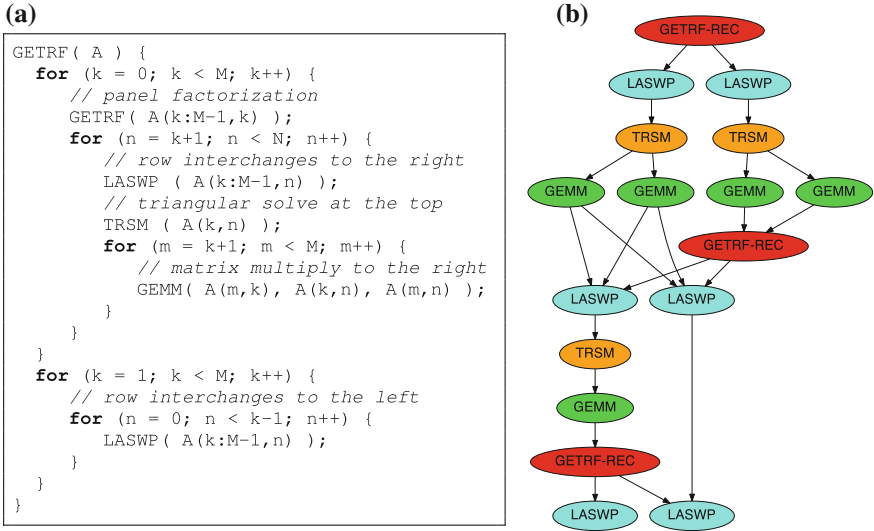 (a)
GETRF( A ) {
for (k = 0; k < M; k++) {
// panel factorization
GETRF( A(k:M-1,k) );
for (n = k+1; n < N; n++) {
// row interchanges to the right
LASWP ( A(k:M-1,n) );
// triangular solve at the top
TRSM ( A(k,n) );
for (m = k+1; m < M; m++) {
// matrix multiply to the right
GEMM( A(m,k), A(k,n), A(m,n) );
}
}
}
for (k = 1; k < M; k++) {
// row interchanges to the left
for (n = 0; n < k-1; n++) {
LASWP( A(k:M-1,n) );
}
}
}
(b)
GETRF-REC
LASWP LASWP
TRSM TRSM
GEMM GEMM GEMM GEMM
GETRF-REC
LASWP LASWP
TRSM
GEMM
GETRF-REC
LASWP LASWP